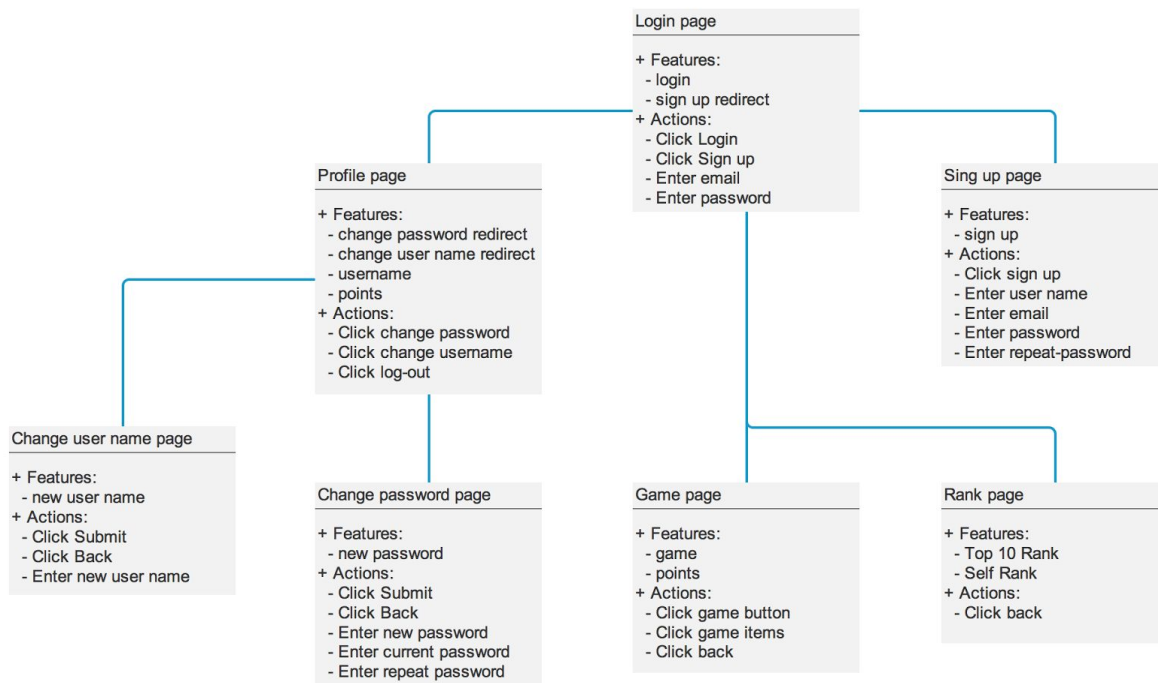 Login page
+ Features:
- login
- sign up redirect
+ Actions:
- Click Login
- Click Sign up
- Enter email
- Enter password
Profile page
+ Features:
- change password redirect
- change user name redirect
- username
- points
+ Actions:
- Click change password
- Click change username
- Click log-out
Sing up page
+ Features:
- sign up
+ Actions:
- Click sign up
- Enter user name
- Enter email
- Enter password
- Enter repeat-password
Change user name page
+ Features:
- new user name
+ Actions:
- Click Submit
- Click Back
- Enter new user name
Change password page
+ Features:
- new password
+ Actions:
- Click Submit
- Click Back
- Enter new password
- Enter current password
- Enter repeat password
Game page
+ Features:
- game
- points
+ Actions:
- Click game button
- Click game items
- Click back
Rank page
+ Features:
- Top 10 Rank
- Self Rank
+ Actions:
- Click back